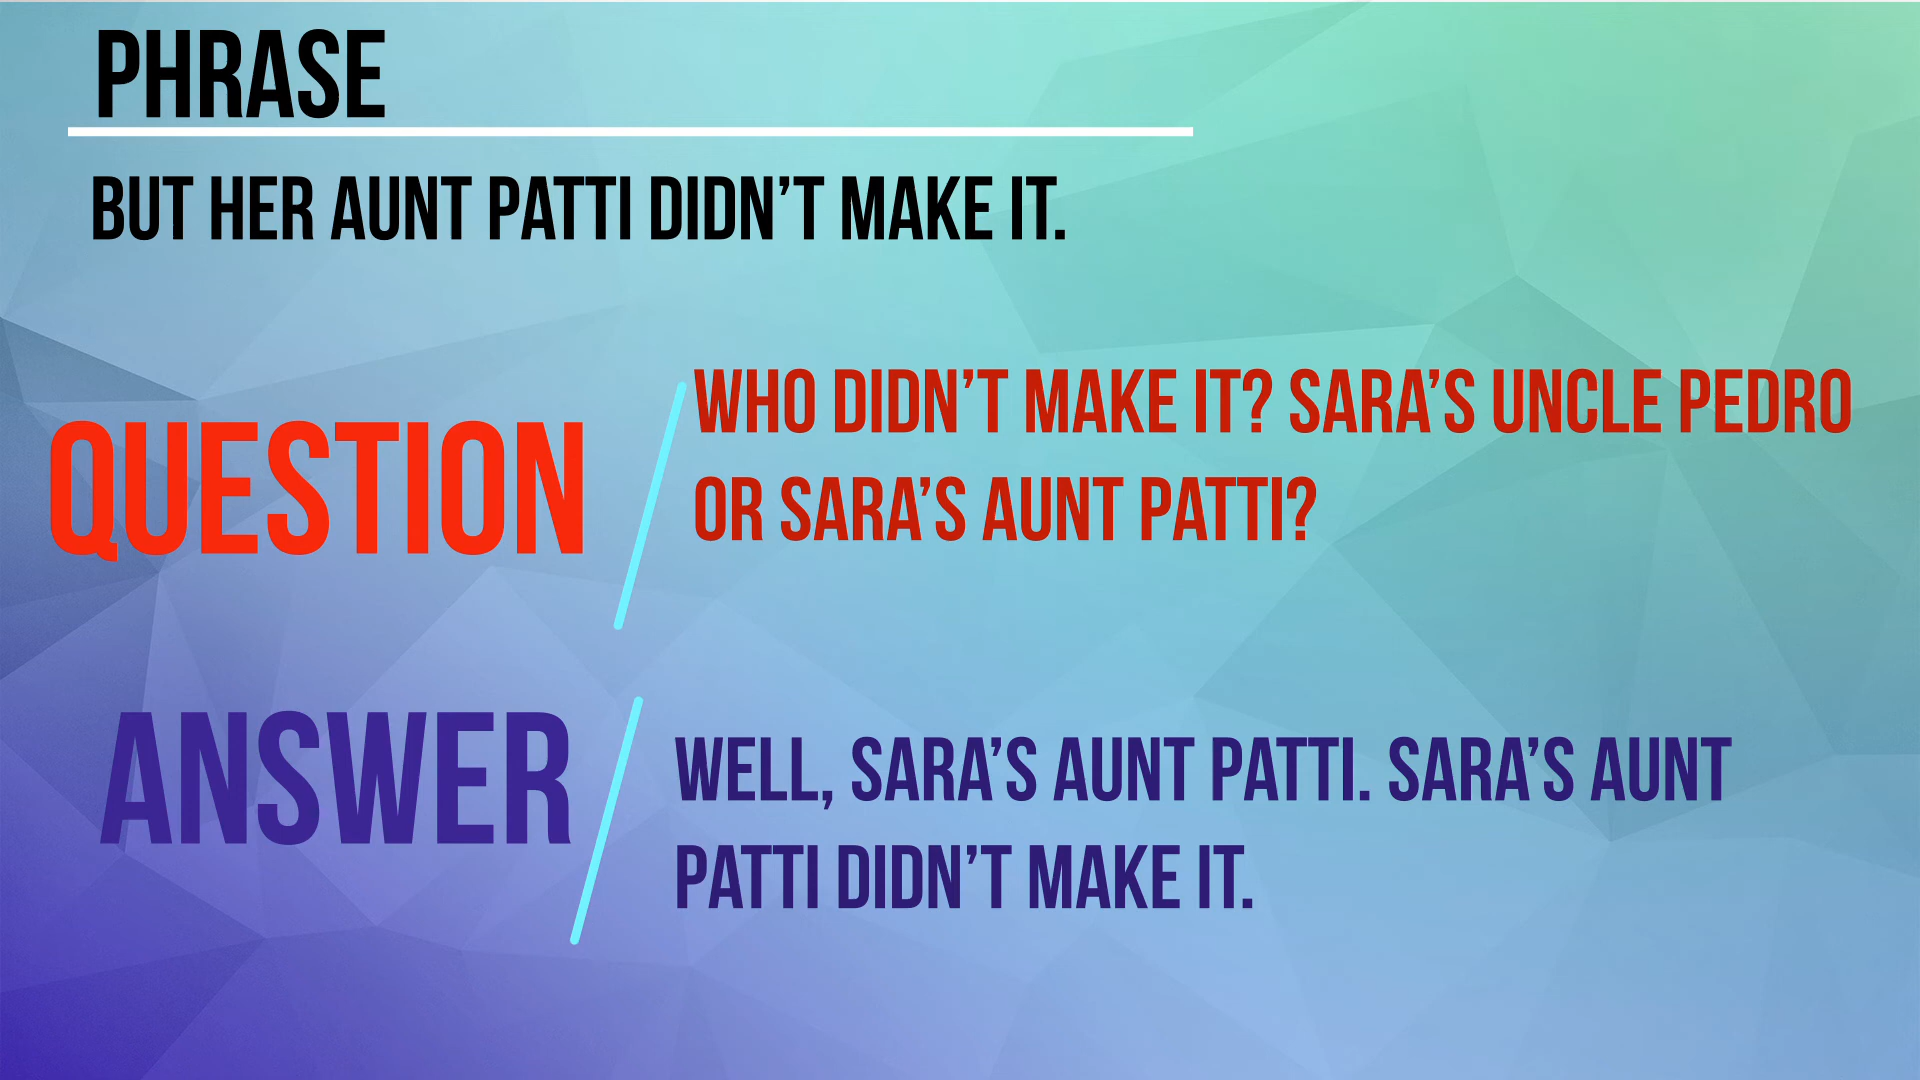 PHRASE
BUT HER AUNT PATTI DIDN’T MAKE IT.
QUESTION
WHO DIDN’T MAKE IT? SARA’S UNCLE PEDRO
OR SARA’S AUNT PATTI?
ANSWER
WELL, SARA’S AUNT PATTI. SARA’S AUNT
PATTI DIDN’T MAKE IT.